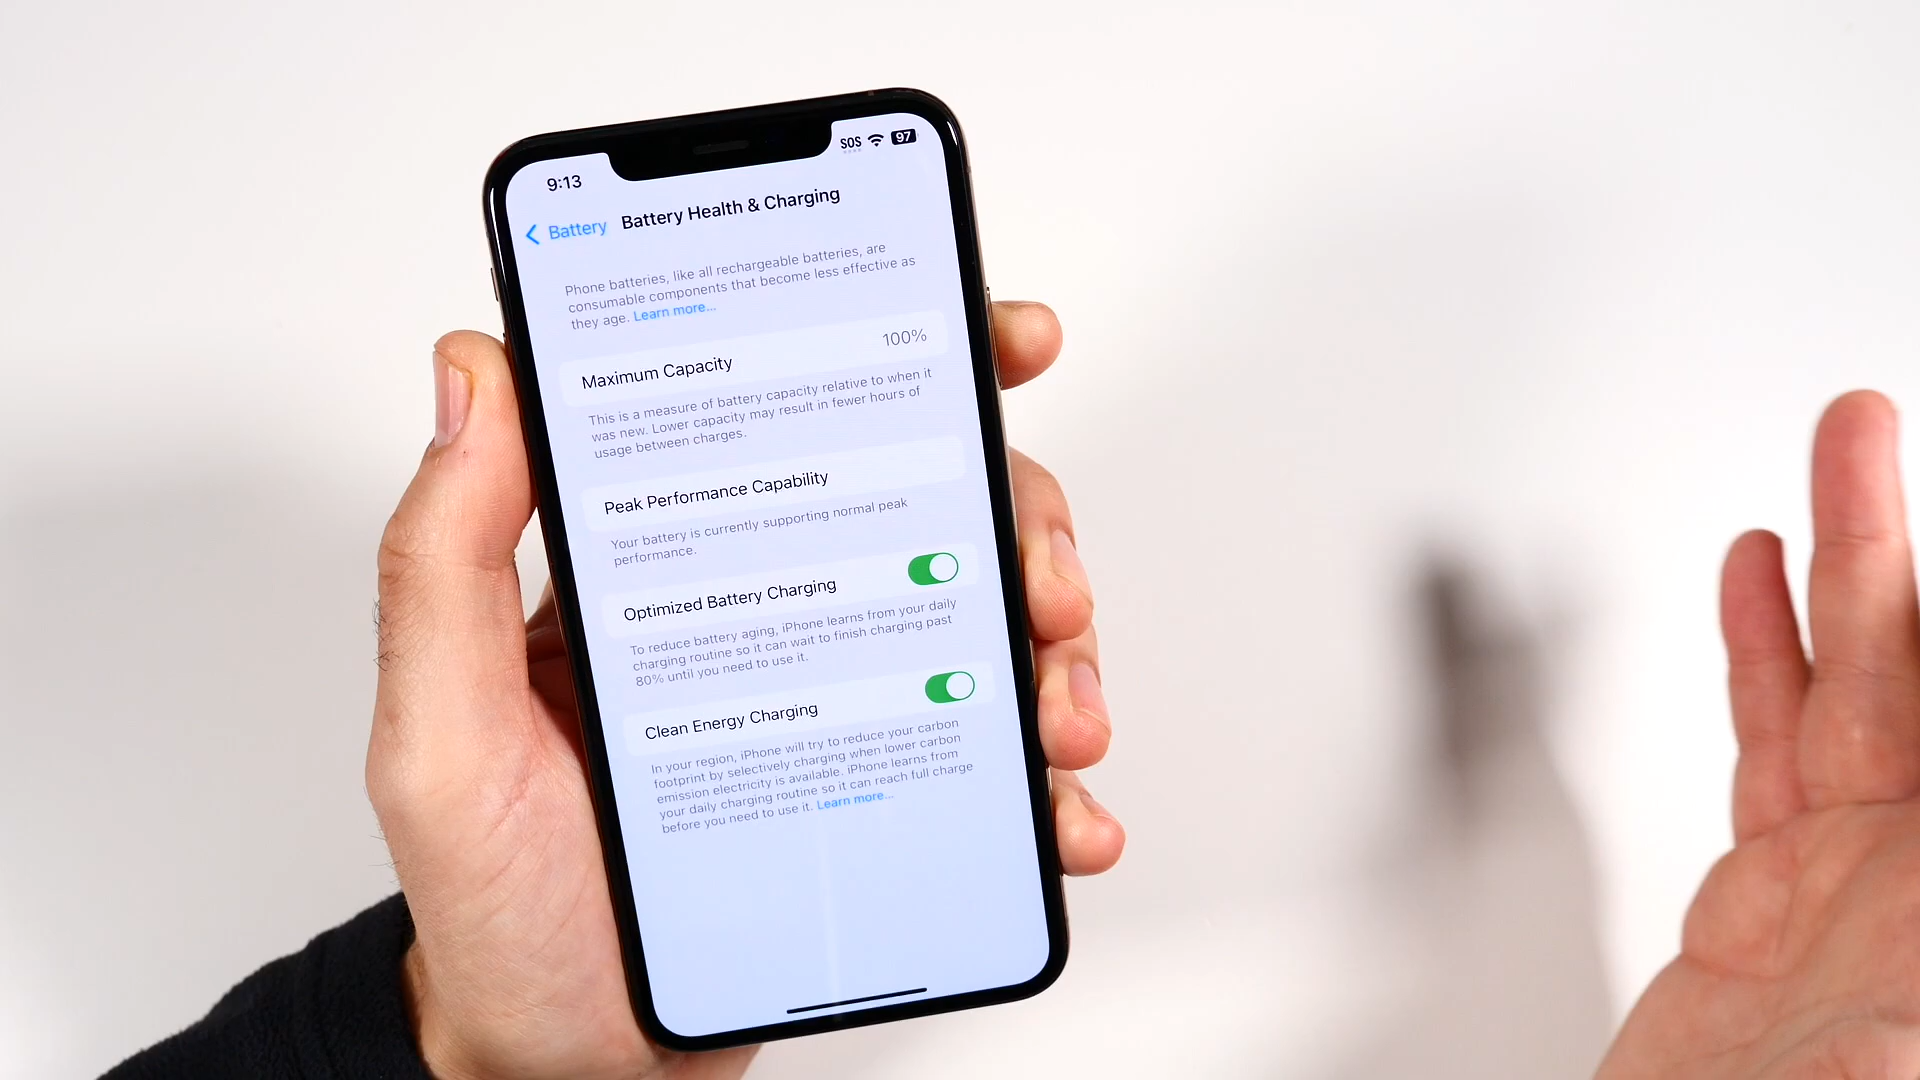 9:13
SOS 97
Battery
Battery Health & Charging
Phone batteries, like all rechargeable batteries, are
consumable components that become less effective as
they age. Learn more...
Maximum Capacity 100%
This is a measure of battery capacity relative to when it
was new. Lower capacity may result in fewer hours of
usage between charges.
Peak Performance Capability
Your battery is currently supporting normal peak
performance.
Optimized Battery Charging
To reduce battery aging, iPhone learns from your daily
charging routine so it can wait to finish charging past
80% until you need to use it.
Clean Energy Charging
In your region, iPhone will try to reduce your carbon
footprint by selectively charging when lower carbon
emission electricity is available. iPhone learns from
your daily charging routine so it can reach full charge
before you need to use it. Learn more...